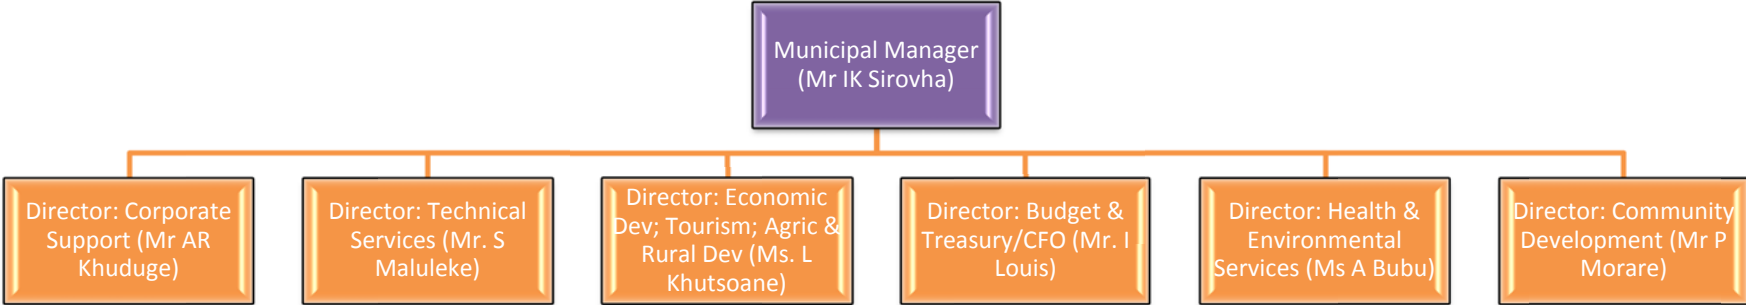 Municipal Manager
(Mr IK Sirovha)
Director: Corporate
Support (Mr AR
Khuduge)
Director: Technical
Services (Mr. S
Maluleke)
Director: Economic
Dev; Tourism; Agric &
Rural Dev (Ms. L
Khutsoane)
Director: Budget &
Treasury/CFO (Mr. I
Louis)
Director: Health &
Environmental
Services (Ms A Bubu)
Director: Community
Development (Mr P
Morare)